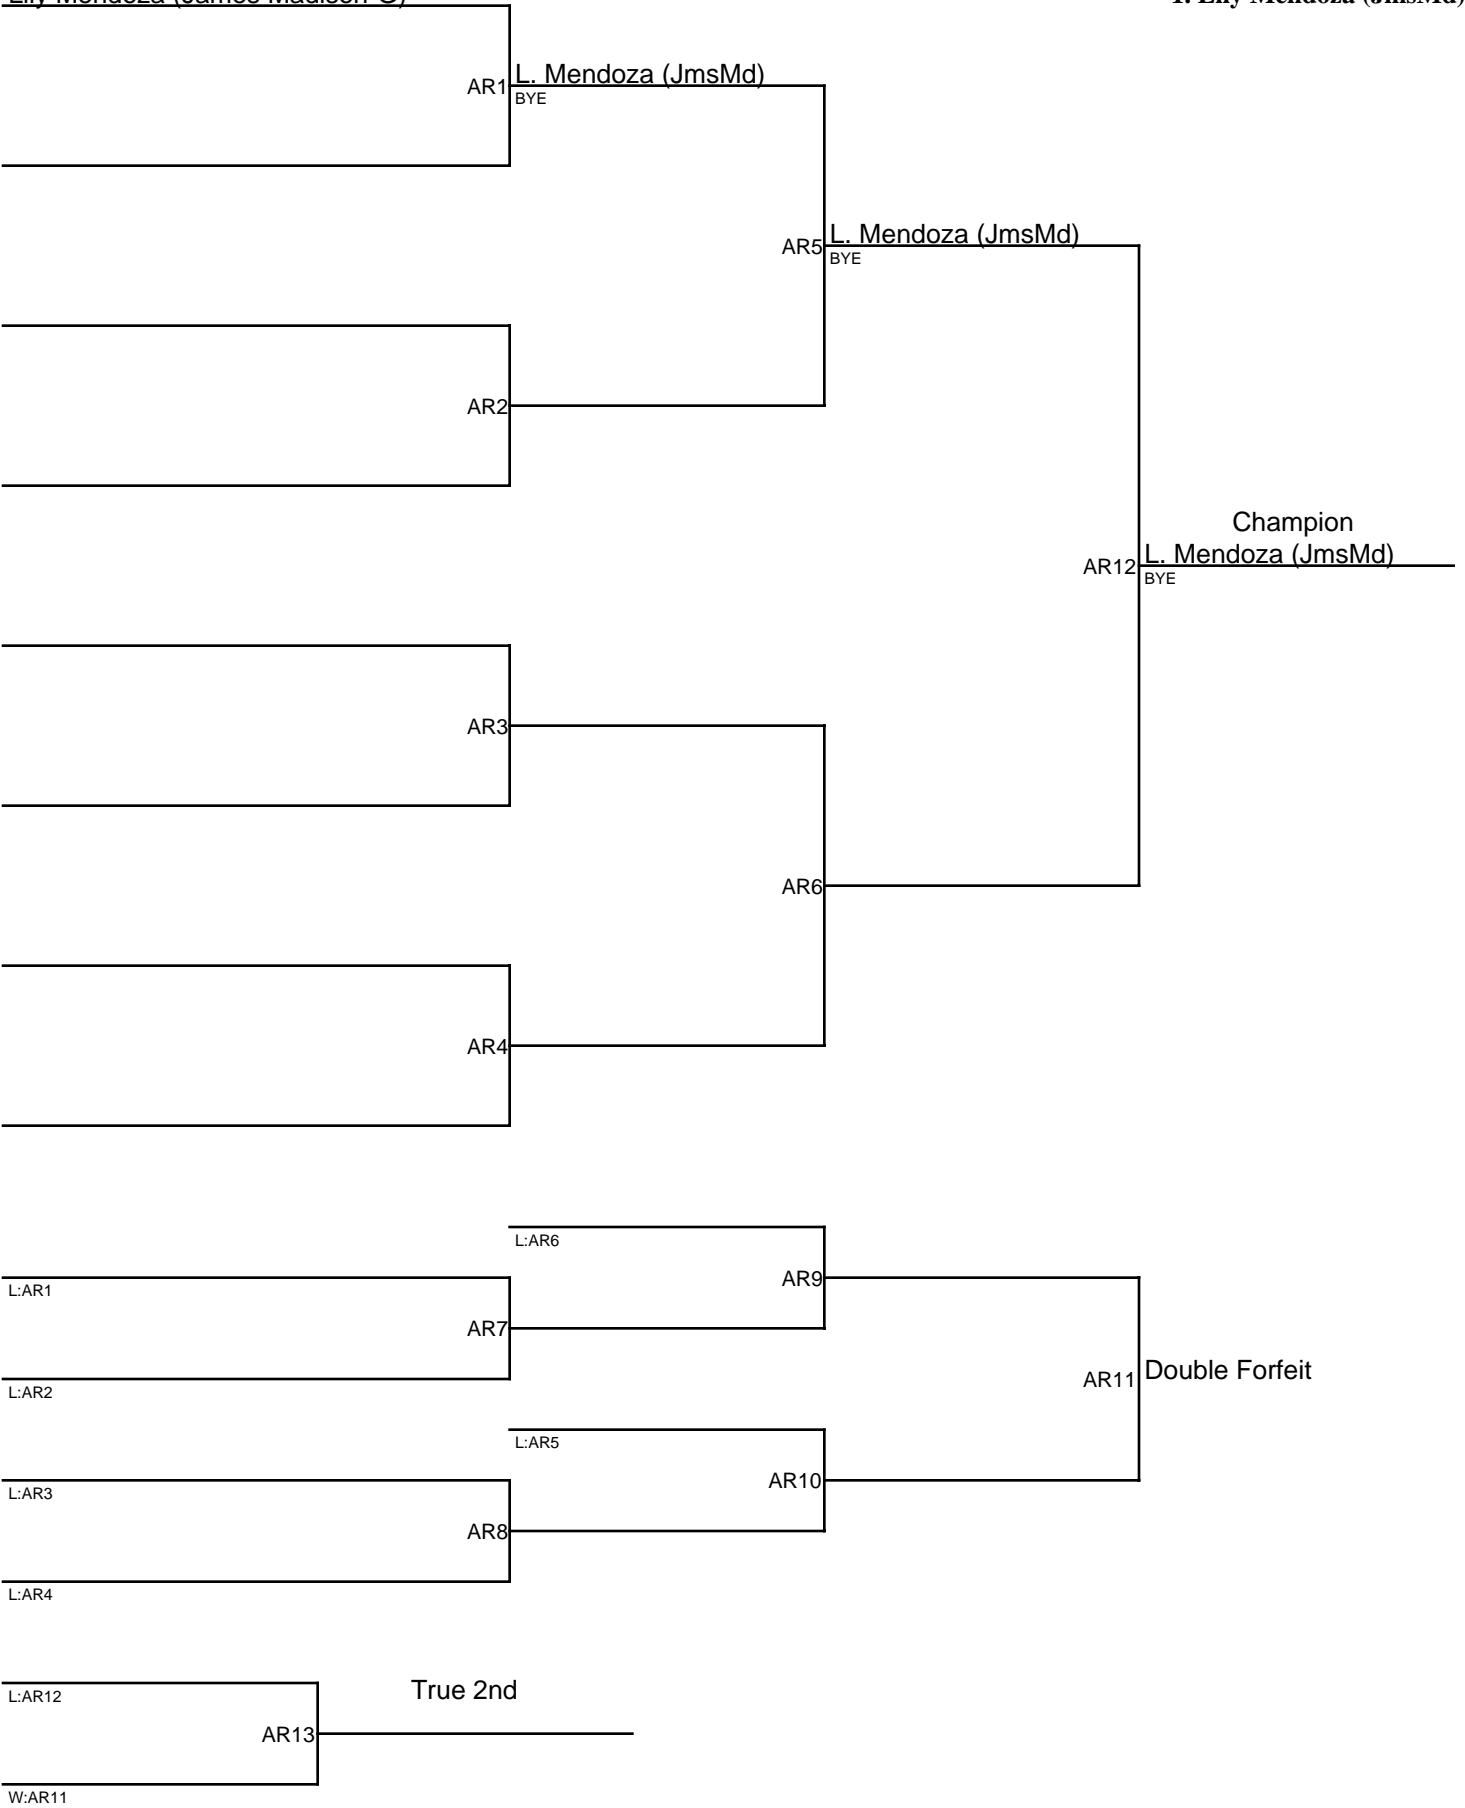 Lily Mendoza (James Madison-G)
1. Lily Mendoza (JmsMd)
L. Mendoza (JmsMd)
AR1
BYE
L. Mendoza (JmsMd)
AR5
BYE
AR2
Champion
L. Mendoza (JmsMd)
AR12
BYE
AR3
AR6
AR4
L:AR6
AR9
L:AR1
AR7
Double Forfeit
AR11
L:AR2
L:AR5
AR10
L:AR3
AR8
L:AR4
True 2nd
L:AR12
AR13
W:AR11